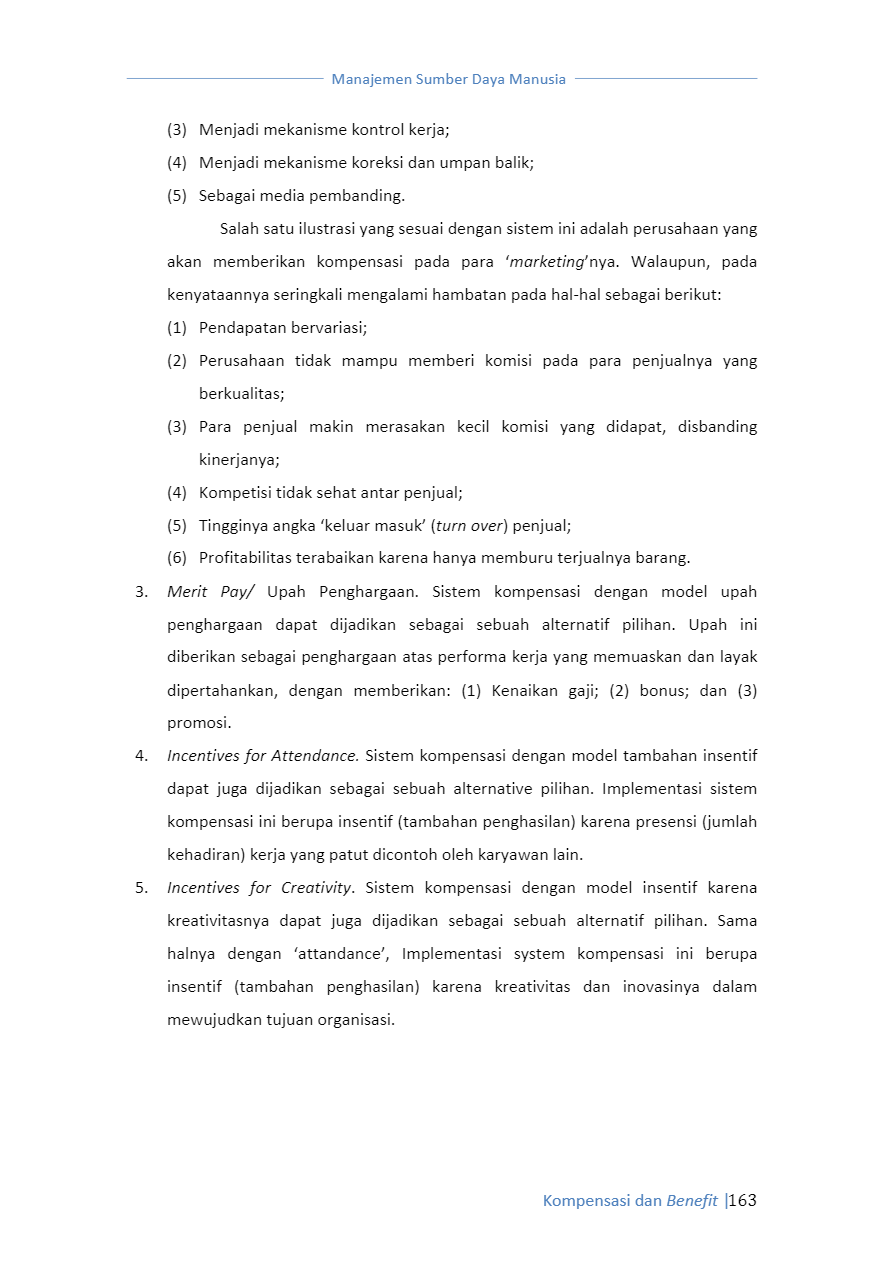 Manajemen Sumber Daya Manusia
(3) Menjadi mekanisme kontrol kerja;
(4) Menjadi mekanisme koreksi dan umpan balik;
(5) Sebagai media pembanding.
Salah satu ilustrasi yang sesuai dengan sistem ini adalah perusahaan yang
akan memberikan kompensasi pada para ‘marketing’nya. Walaupun, pada
kenyataannya seringkali mengalami hambatan pada hal-hal sebagai berikut:
(1) Pendapatan bervariasi;
(2) Perusahaan tidak mampu memberi komisi pada para penjualnya yang
berkualitas;
(3) Para penjual makin merasakan kecil komisi yang didapat, disbanding
kinerjanya;
(4) Kompetisi tidak sehat antar penjual;
(5) Tingginya angka ‘keluar masuk’ (turn over) penjual;
(6) Profitabilitas terabaikan karena hanya memburu terjualnya barang.
3. Merit Pay/ Upah Penghargaan. Sistem kompensasi dengan model upah
penghargaan dapat dijadikan sebagai sebuah alternatif pilihan. Upah ini
diberikan sebagai penghargaan atas performa kerja yang memuaskan dan layak
dipertahankan, dengan memberikan: (1) Kenaikan gaji; (2) bonus; dan (3)
promosi.
4. Incentives for Attendance. Sistem kompensasi dengan model tambahan insentif
dapat juga dijadikan sebagai sebuah alternative pilihan. Implementasi sistem
kompensasi ini berupa insentif (tambahan penghasilan) karena presensi (jumlah
kehadiran) kerja yang patut dicontoh oleh karyawan lain.
5. Incentives for Creativity. Sistem kompensasi dengan model insentif karena
kreativitasnya dapat juga dijadikan sebagai sebuah alternatif pilihan. Sama
halnya dengan ‘attandance’, Implementasi system kompensasi ini berupa
insentif (tambahan penghasilan) karena kreativitas dan inovasinya dalam
mewujudkan tujuan organisasi.
Kompensasi dan Benefit |163